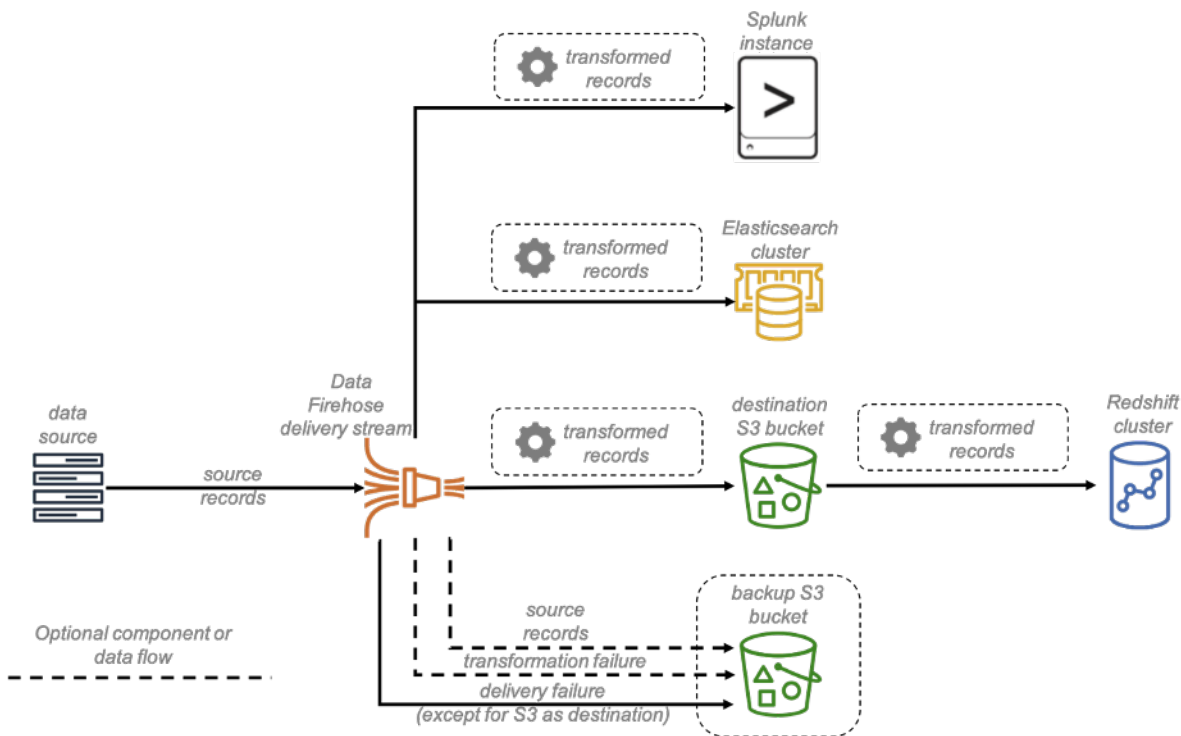 Splunk
instance
transformed
records
>
Elasticsearch
cluster
transformed
records
Data
Firehose
delivery stream
data
source
source
records
transformed
records
destination
S3 bucket
transformed
records
Redshift
cluster
backup S3
bucket
source
records
transformation failure
delivery failure
(except for S3 as destination)
Optional component or
data flow